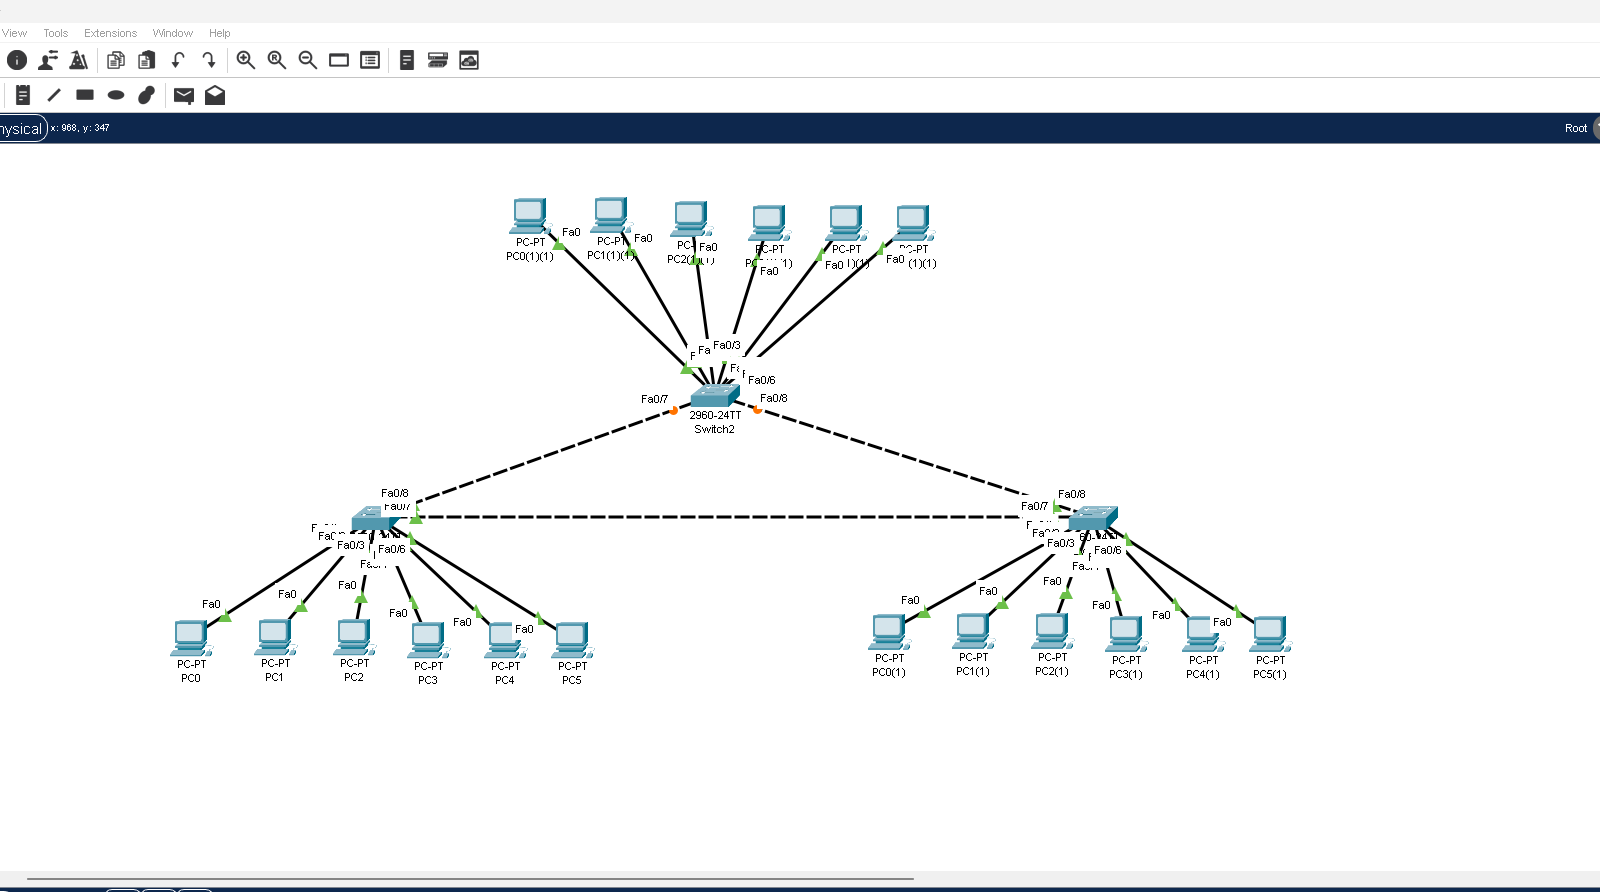 View Tools Extensions Window Help
hysical x: 968, y: 347 Root
PC-PT
PC0(1)(1)
Fa0
PC-PT
PC1(1)(1)
Fa0
PC2(1)(1)
Fa0
PC-PT
Fa0
PC-PT
Fa0
PC-PT
(1)(1)
Fa0
Fa0/3
Fa0/6
Fa0/7
Fa0/8
2960-24TT
Switch2
Fa0/8
Fa0/7
Fa0/3
Fa0/6
Fa0/8
Fa0/7
Fa0/3
Fa0/6
Fa0
Fa0
Fa0
Fa0
Fa0
Fa0
PC-PT
PC0
PC-PT
PC1
PC-PT
PC2
PC-PT
PC3
PC-PT
PC4
PC-PT
PC5
Fa0
Fa0
Fa0
Fa0
Fa0
Fa0
PC-PT
PC0(1)
PC-PT
PC1(1)
PC-PT
PC2(1)
PC-PT
PC3(1)
PC-PT
PC4(1)
PC-PT
PC5(1)